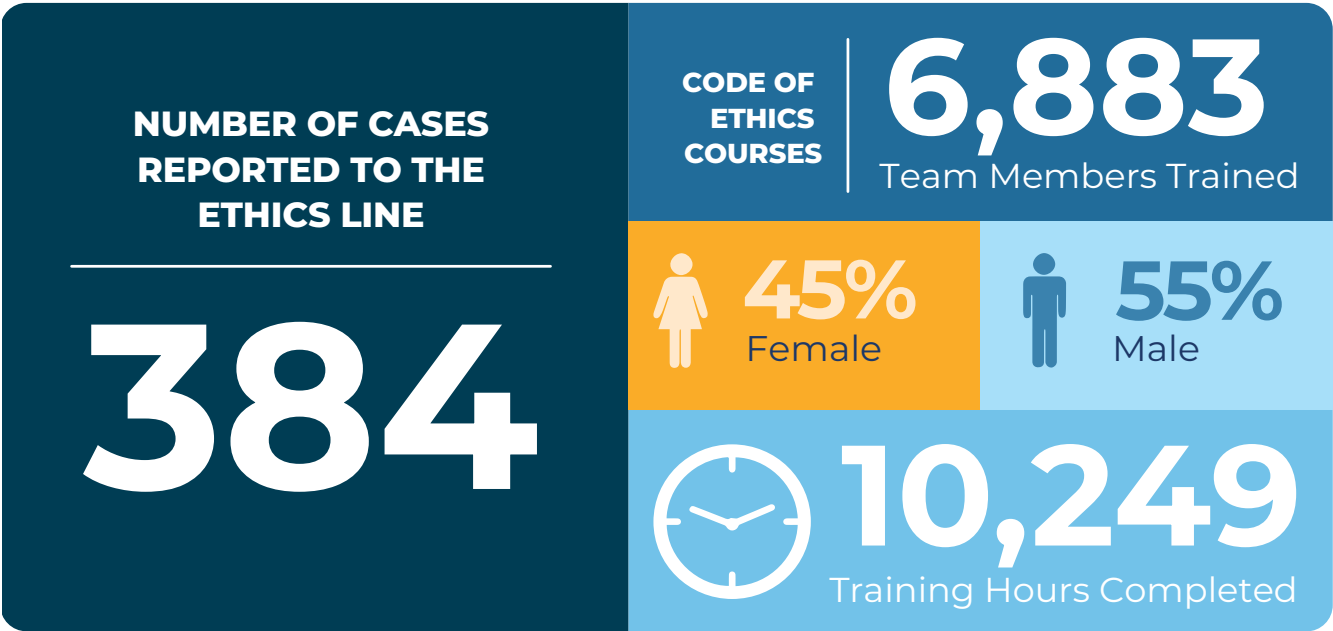 NUMBER OF CASES
REPORTED TO THE
ETHICS LINE
384
CODE OF
ETHICS
COURSES
6,883
Team Members Trained
45%
Female
55%
Male
10,249
Training Hours Completed